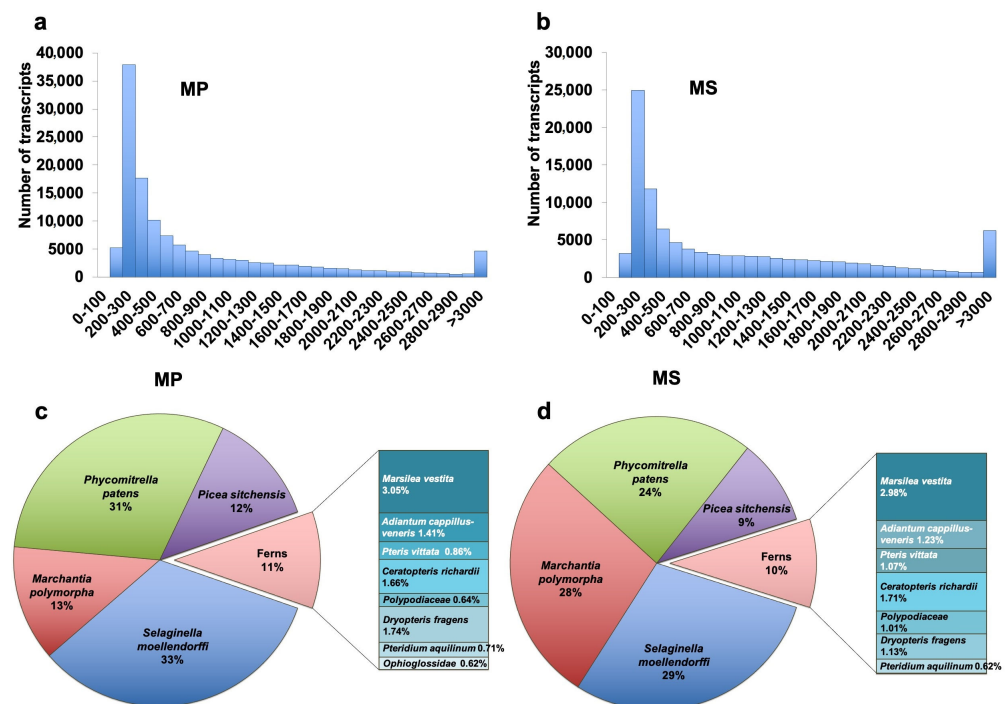 a
40,000
35,000
30,000
25,000
20,000
15,000
10,000
5000
0
Number of transcripts
MP
0-100
200-300
400-500
600-700
800-900
1000-1100
1200-1300
1400-1500
1600-1700
1800-1900
2000-2100
2200-2300
2400-2500
2600-2700
2800-2900
>3000
b
30,000
25,000
20,000
15,000
10,000
5000
0
Number of transcripts
MS
0-100
200-300
400-500
600-700
800-900
1000-1100
1200-1300
1400-1500
1600-1700
1800-1900
2000-2100
2200-2300
2400-2500
2600-2700
2800-2900
>3000
MP
c
Phycomitrella
patens
31%
Picea sitchensis
12%
Ferns
11%
Marchantia
polymorpha
13%
Selaginella
moellendorffi
33%
Marsilea vestita
3.05%
Adiantum cappillus-
veneris 1.41%
Pteris vittata 0.86%
Ceratopteris richardii
1.66%
Polypodiaceae 0.64%
Dryopteris fragens
1.74%
Pteridium aquilinum 0.71%
Ophioglossidae 0.62%
MS
d
Phycomitrella
patens
24%
Picea sitchensis
9%
Ferns
10%
Marchantia
polymorpha
28%
Selaginella
moellendorffi
29%
Marsilea vestita
2.98%
Adiantum cappillus-
veneris 1.23%
Pteris vittata
1.07%
Ceratopteris richardii
1.71%
Polypodiaceae
1.01%
Dryopteris fragens
1.13%
Pteridium aquilinum 0.62%